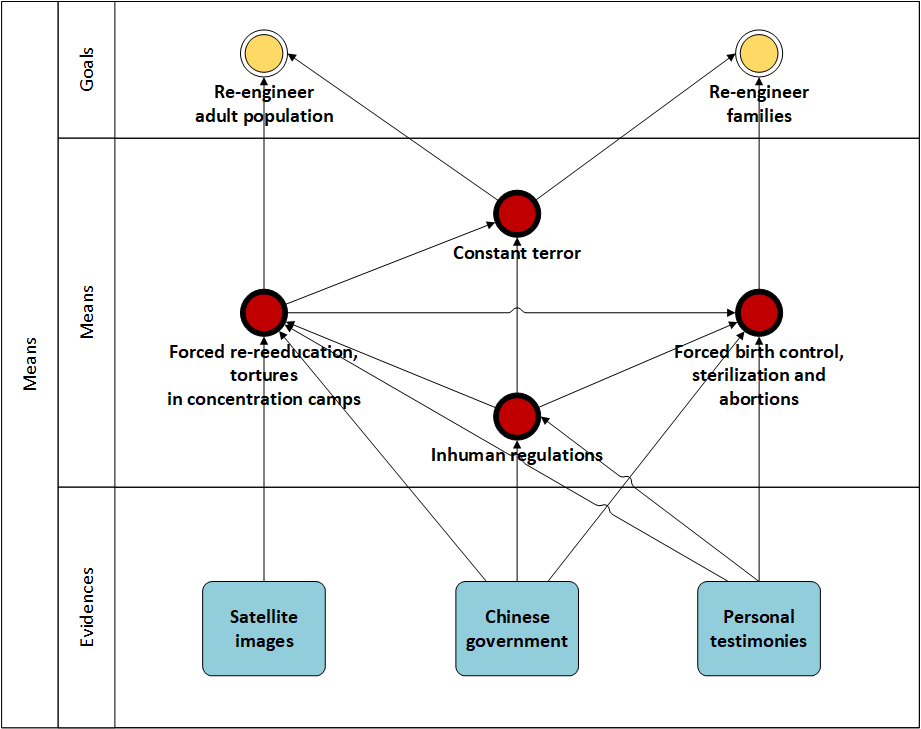 Means
Goals
Re-engineer
adult population
Re-engineer
families
Means
Constant terror
Forced re-reeducation,
tortures
in concentration camps
Forced birth control,
sterilization and
abortions
Inhuman regulations
Evidences
Satellite
images
Chinese
government
Personal
testimonies